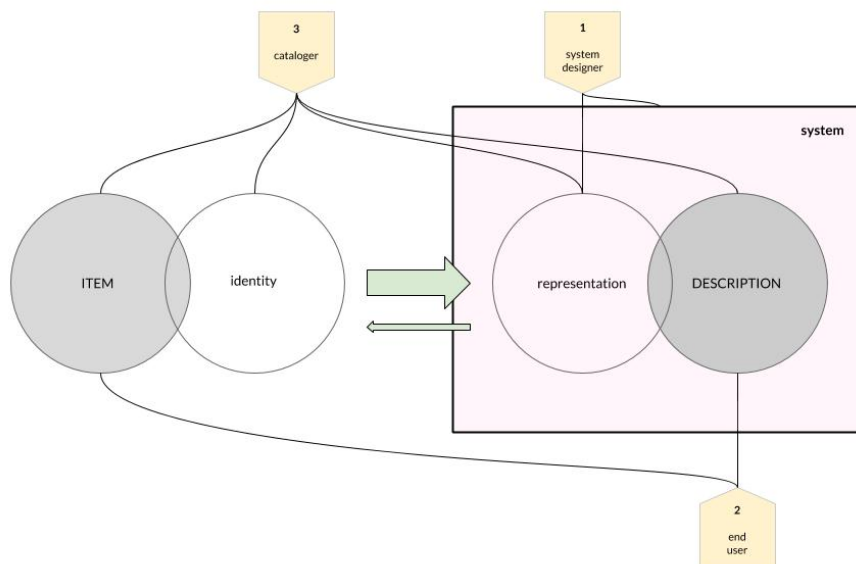 3
cataloger
1
system
designer
system
ITEM
identity
representation
DESCRIPTION
2
end
user